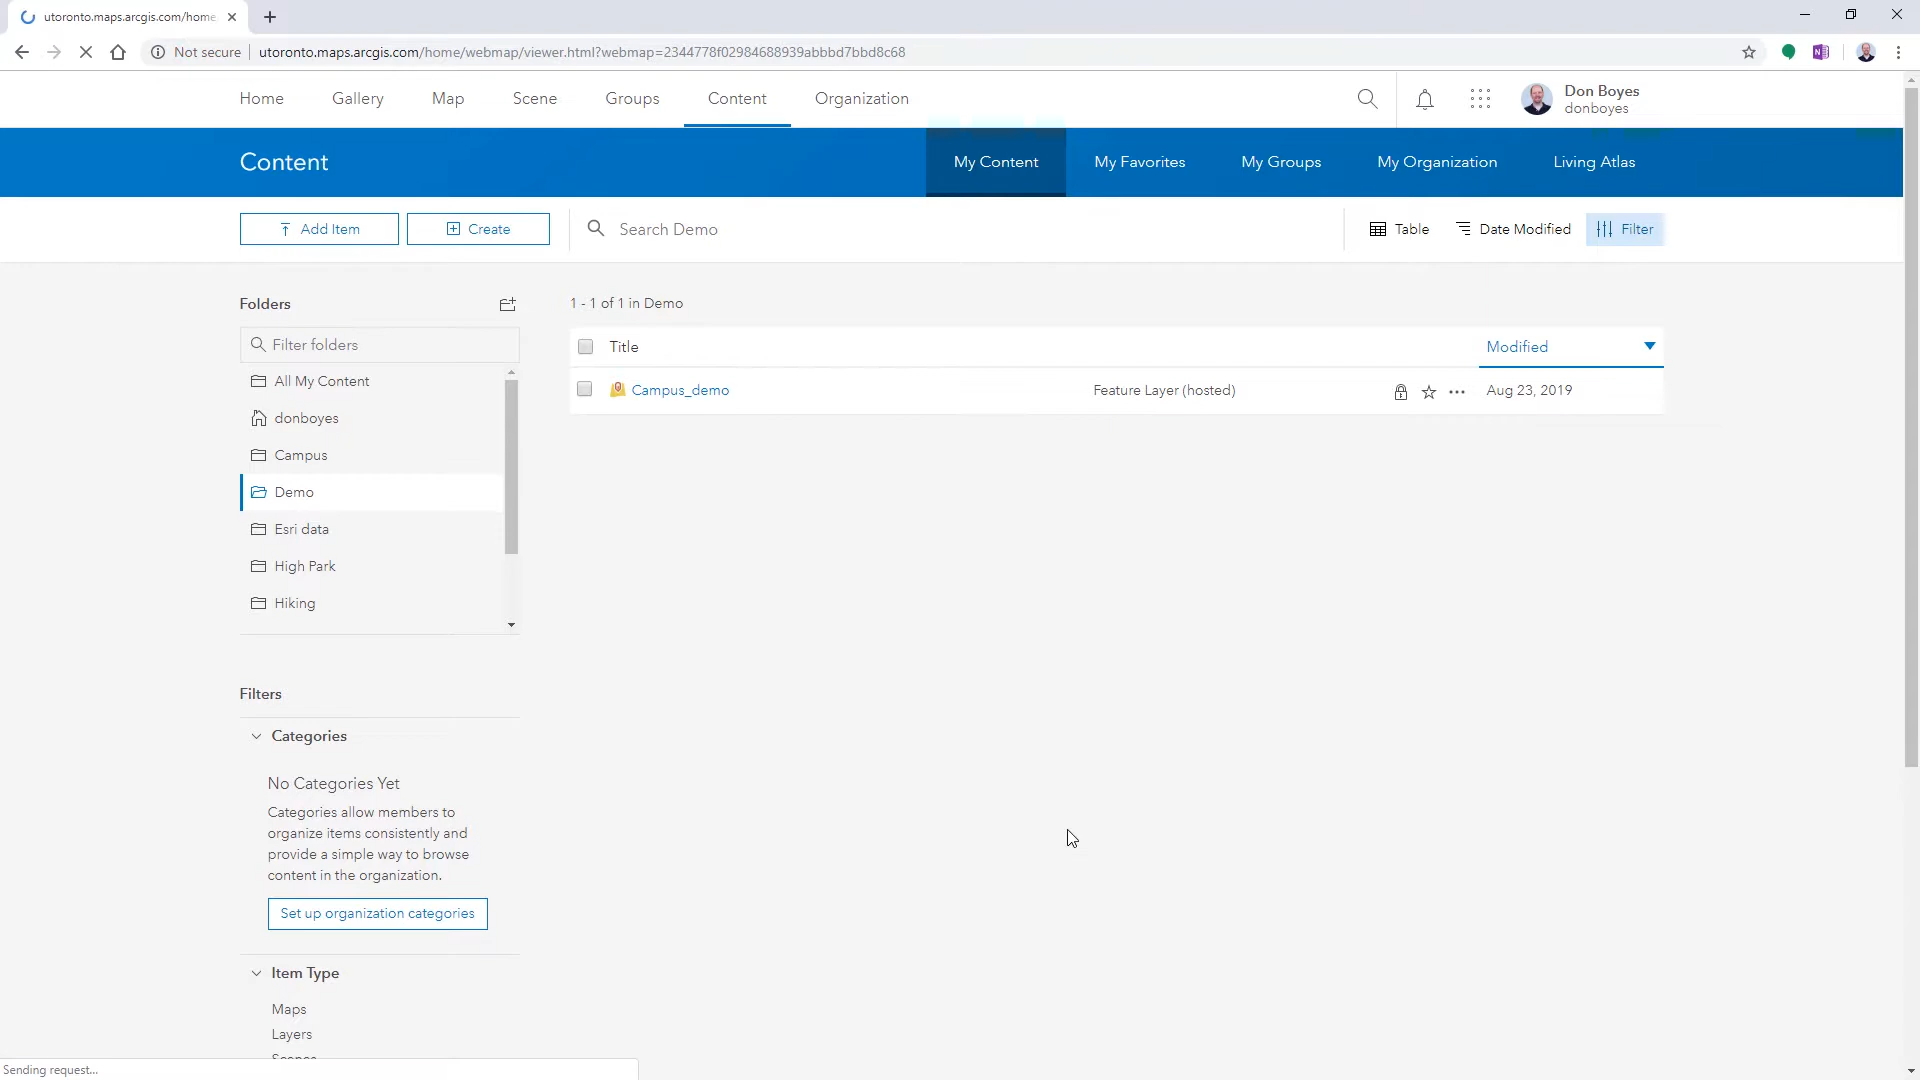 utoronto.maps.arcgis.com/home
Not secure
utoronto.maps.arcgis.com/home/webmap/viewer.html?webmap=2344778f02984688939abbbd7bbd8c68
Home
Gallery
Map
Scene
Groups
Content
Organization
Don Boyes
donboyes
Content
My Content
My Favorites
My Groups
My Organization
Living Atlas
Add Item
Create
Search Demo
Table
Date Modified
Filter
Folders
1 - 1 of 1 in Demo
Filter folders
Title
Modified
All My Content
Campus_demo
Feature Layer (hosted)
Aug 23, 2019
donboyes
Campus
Demo
Esri data
High Park
Hiking
Filters
Categories
No Categories Yet
Categories allow members to
organize items consistently and
provide a simple way to browse
content in the organization.
Set up organization categories
Item Type
Maps
Layers
Scenes
Sending request...